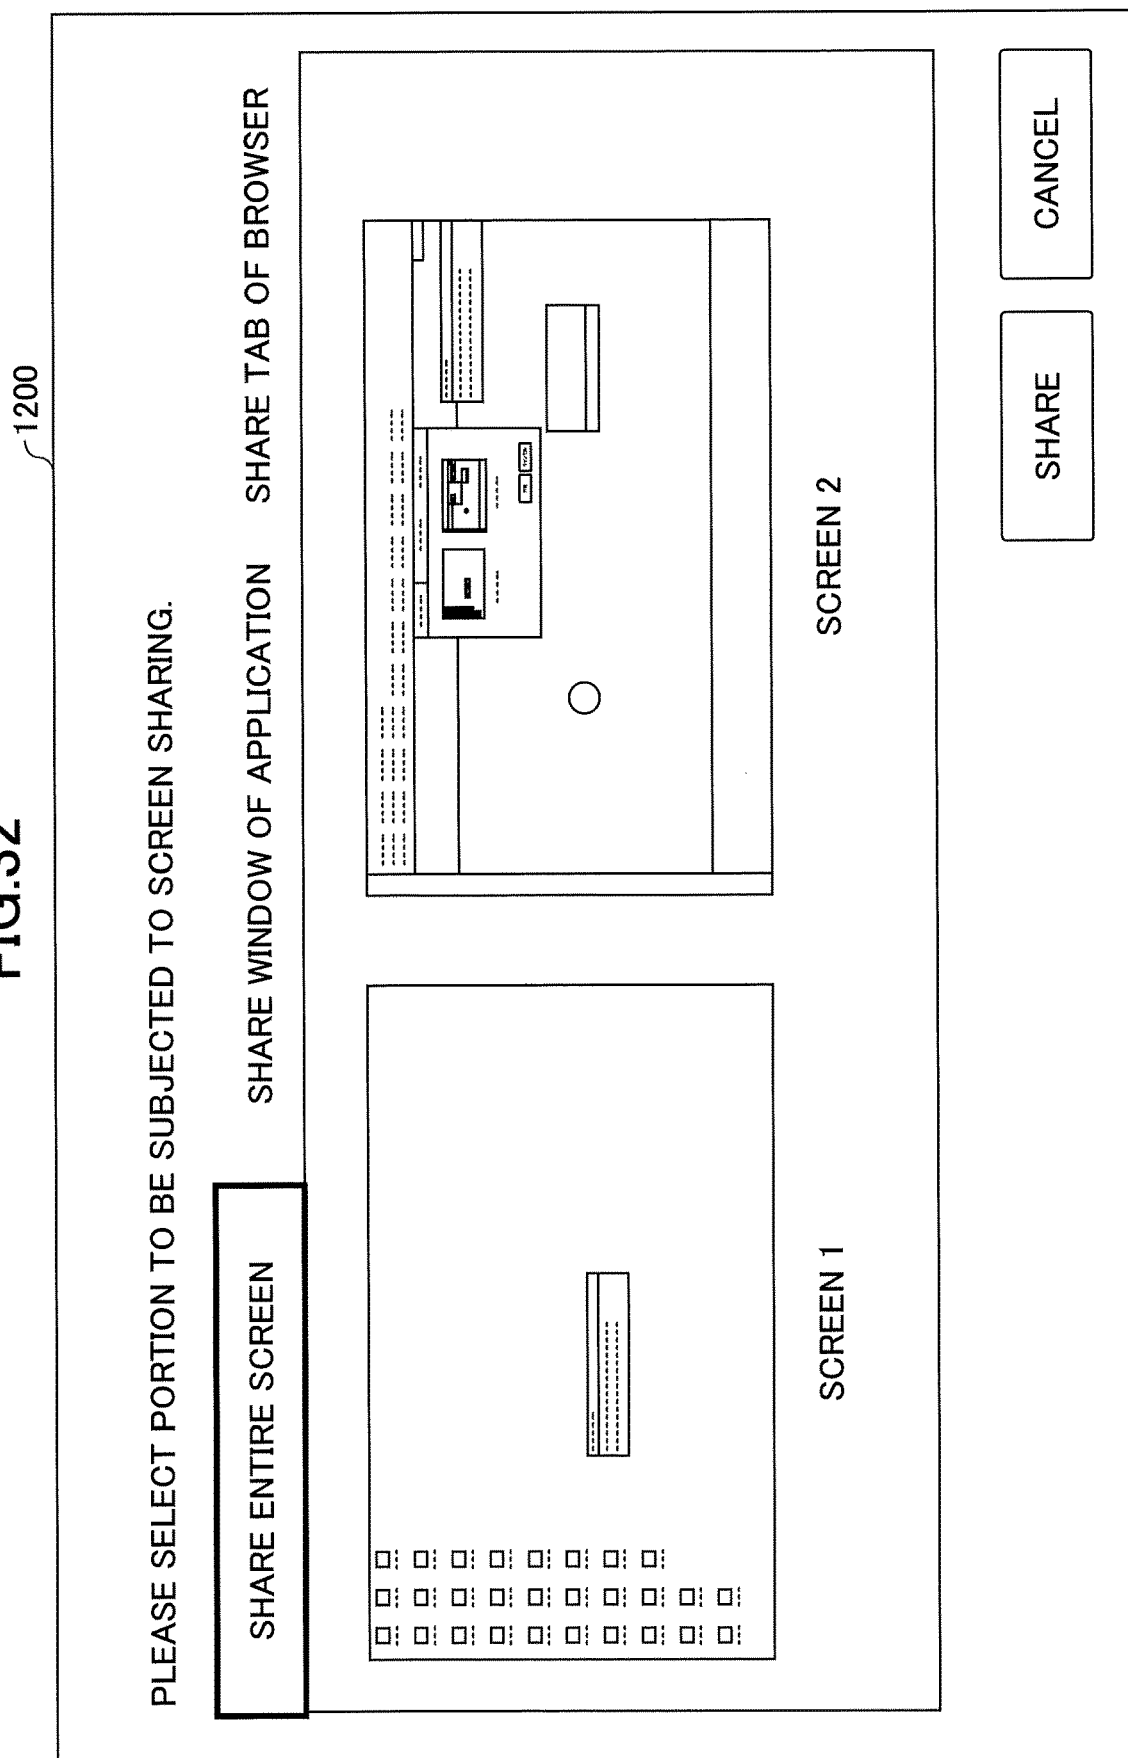 FIG.32
1200
PLEASE SELECT PORTION TO BE SUBJECTED TO SCREEN SHARING.
SHARE ENTIRE SCREEN
SHARE WINDOW OF APPLICATION
SHARE TAB OF BROWSER
SCREEN 1
SCREEN 2
SHARE
CANCEL